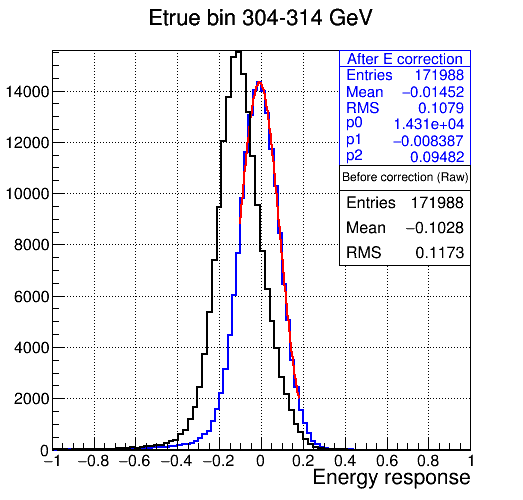 Etrue bin 304-314 GeV
After E correction
Entries 171988
Mean −0.01452
RMS 0.1079
p0 1.431e+04
p1 −0.008387
p2 0.09482
Before correction (Raw)
Entries 171988
Mean −0.1028
RMS 0.1173
14000
12000
10000
8000
6000
4000
2000
0
−1 −0.8 −0.6 −0.4 −0.2 0 0.2 0.4 0.6 0.8 1
Energy response